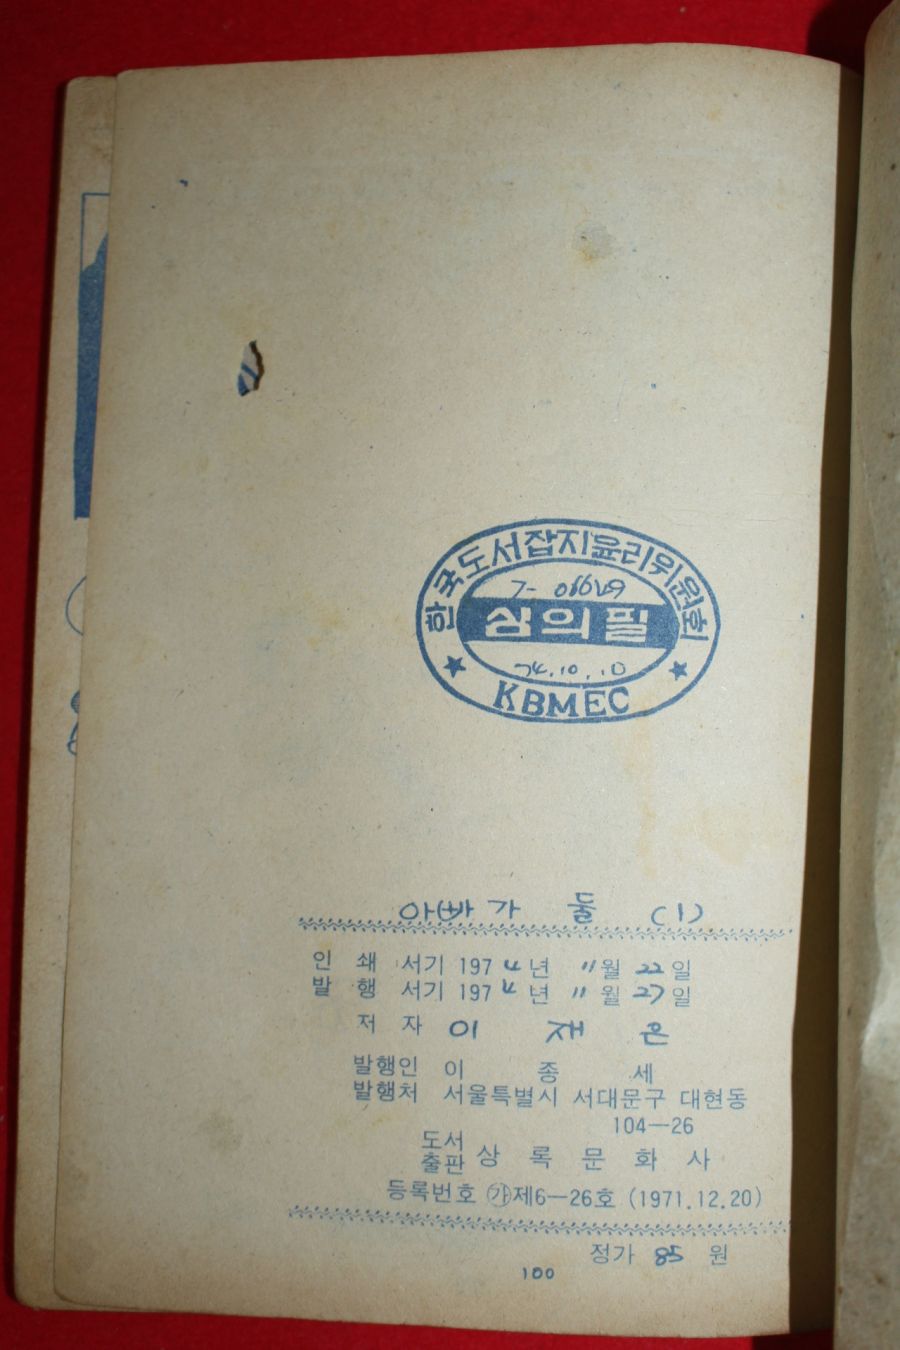 한국도서잡지윤리위원회
심의필
74.10.10
KBMEC
아빠가 둘 (1)
인 쇄 서기 1974년 11월 22일
발 행 서기 1974년 11월 27일
저 자 이 재 은
발행인 이 종 세
발행처 서울특별시 서대문구 대현동
104—26
도서
출판 상 록 문 화 사
등록번호 ㉮제6—26호 (1971.12.20)
정가 85 원
100